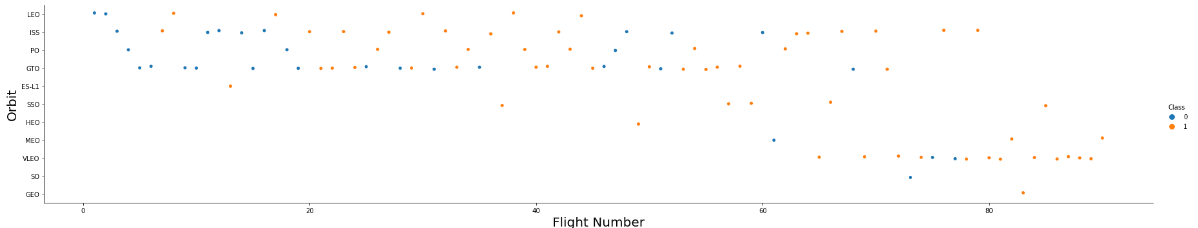 LEO
ISS
PO
GTO
ES-L1
SSO
HEO
MEO
VLEO
SO
GEO
Orbit
0
20
40
60
80
Flight Number
Class
0
1